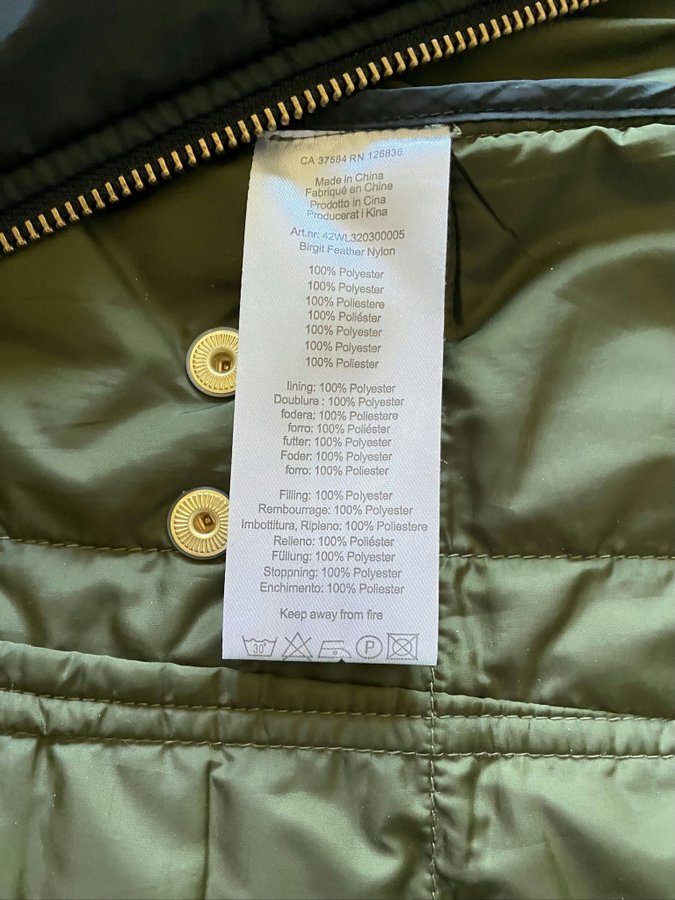 CA 37584 RN 126835
Made in China
Fabriqué en Chine
Prodotto in Cina
Producerat i Kina
Art.nr: 42WL320300005
Birgit Feather Nylon
100% Polyester
100% Polyester
100% Poliestere
100% Poliéster
100% Polyester
100% Polyester
100% Poliester
lining: 100% Polyester
Doublure : 100% Polyester
fodera: 100% Poliestere
forro: 100% Poliéster
futter: 100% Polyester
Foder: 100% Polyester
forro: 100% Poliester
Filling: 100% Polyester
Rembourrage: 100% Polyester
Imbottitura, Ripleno: 100% Poliestere
Relleno: 100% Poliéster
Füllung: 100% Polyester
Stoppning: 100% Polyester
Enchimento: 100% Poliester
Keep away from fire
30° P